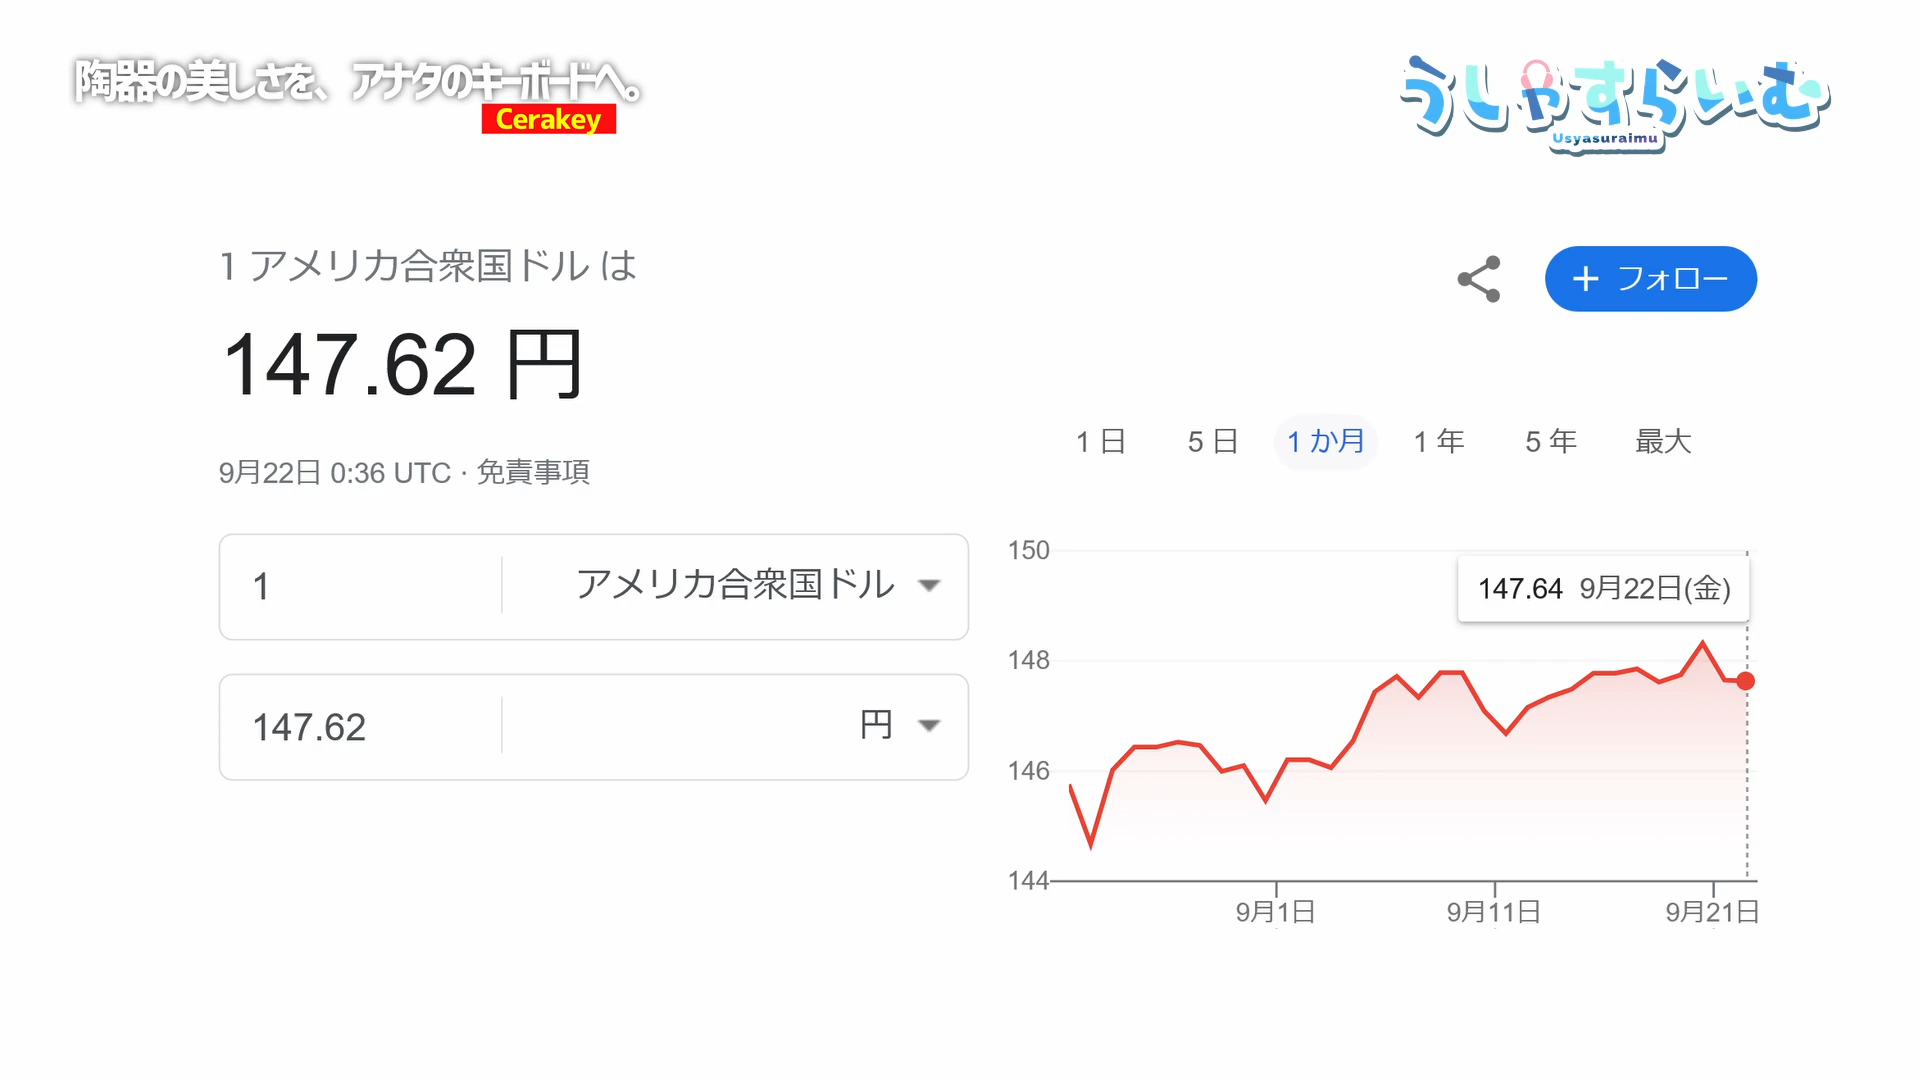 陶器の美しさを、アナタのキーボードへ。
Cerakey
うしやすらいむ
Usyasuraimu
1 アメリカ合衆国ドル は
147.62 円
9月22日 0:36 UTC · 免責事項
+ フォロー
1 アメリカ合衆国ドル
147.62 円
1 日 5 日 1 か月 1 年 5 年 最大
150
147.64 9月22日(金)
148
146
144
9月1日 9月11日 9月21日